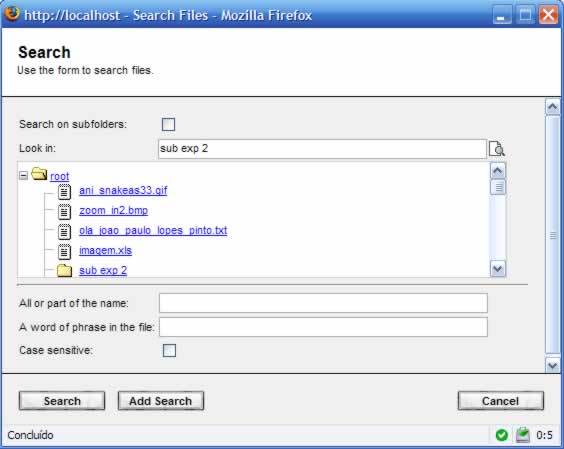 http://localhost - Search Files - Mozilla Firefox
Search
Use the form to search files.
Search on subfolders:
Look in: sub exp 2
root
ani_snakeas33.gif
zoom_in2.bmp
ola_joao_paulo_lopes_pinto.txt
imagem.xls
sub exp 2
All or part of the name:
A word of phrase in the file:
Case sensitive:
Search Add Search Cancel
Concluído 0:5